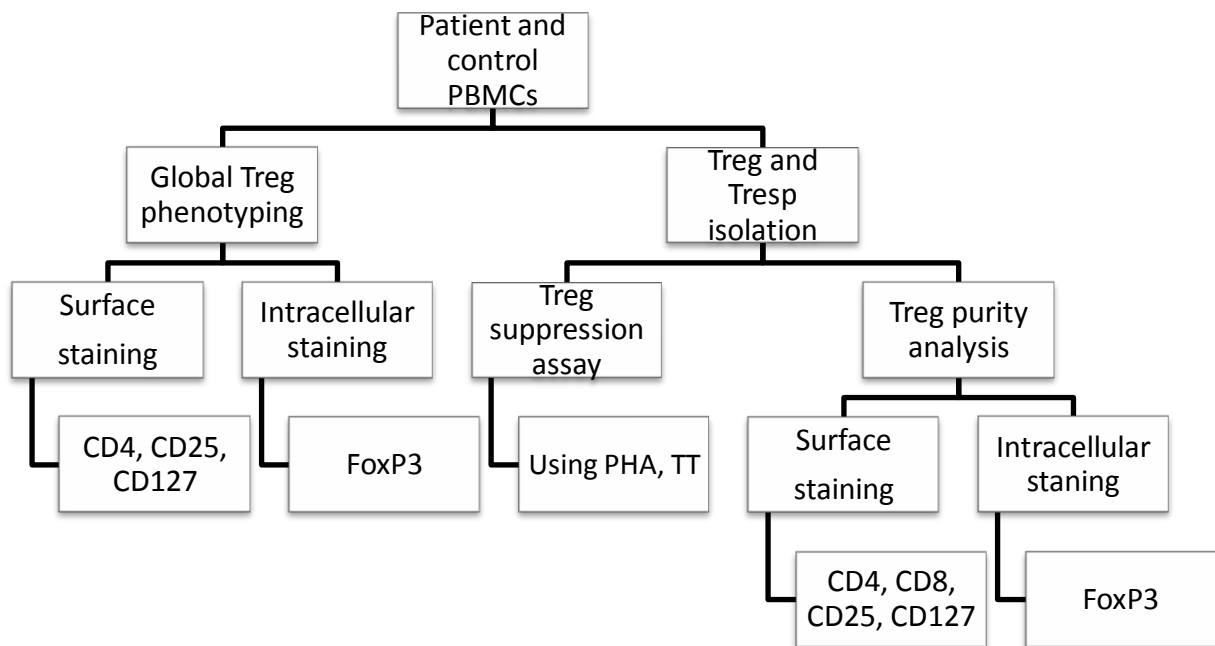 Patient and
control
PBMCs
Global Treg
phenotyping
Treg and
Tresp
isolation
Surface
staining
Intracellular
staining
Treg
suppression
assay
Treg purity
analysis
CD4, CD25,
CD127
FoxP3
Using PHA, TT
Surface
staining
Intracellular
staning
CD4, CD8,
CD25, CD127
FoxP3